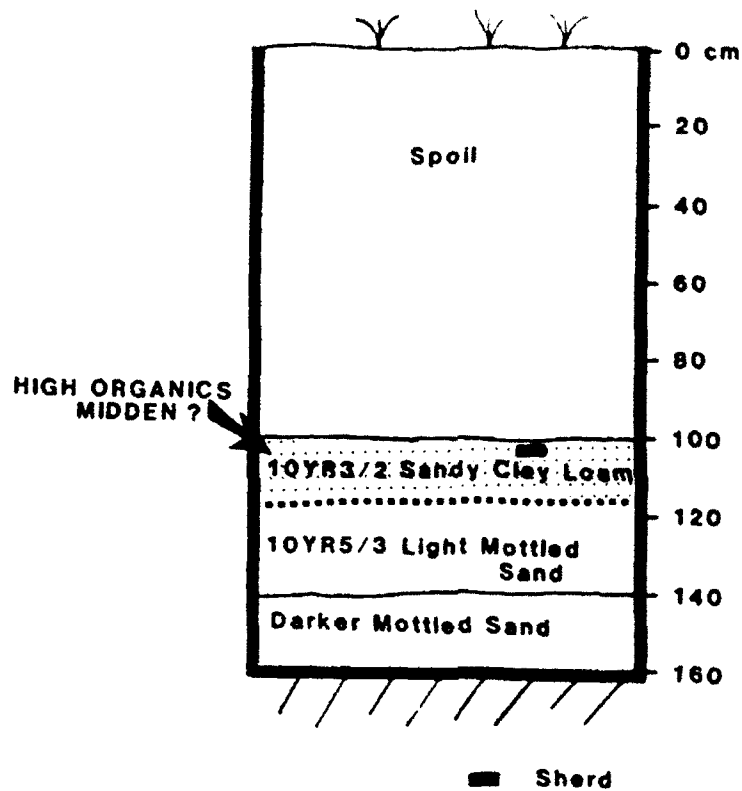 0 cm
Spoil
20
40
60
80
HIGH ORGANICS
MIDDEN ?
100
10YR3/2 Sandy Clay Loam
120
10YR5/3 Light Mottled
Sand
140
Darker Mottled Sand
160
Sherd